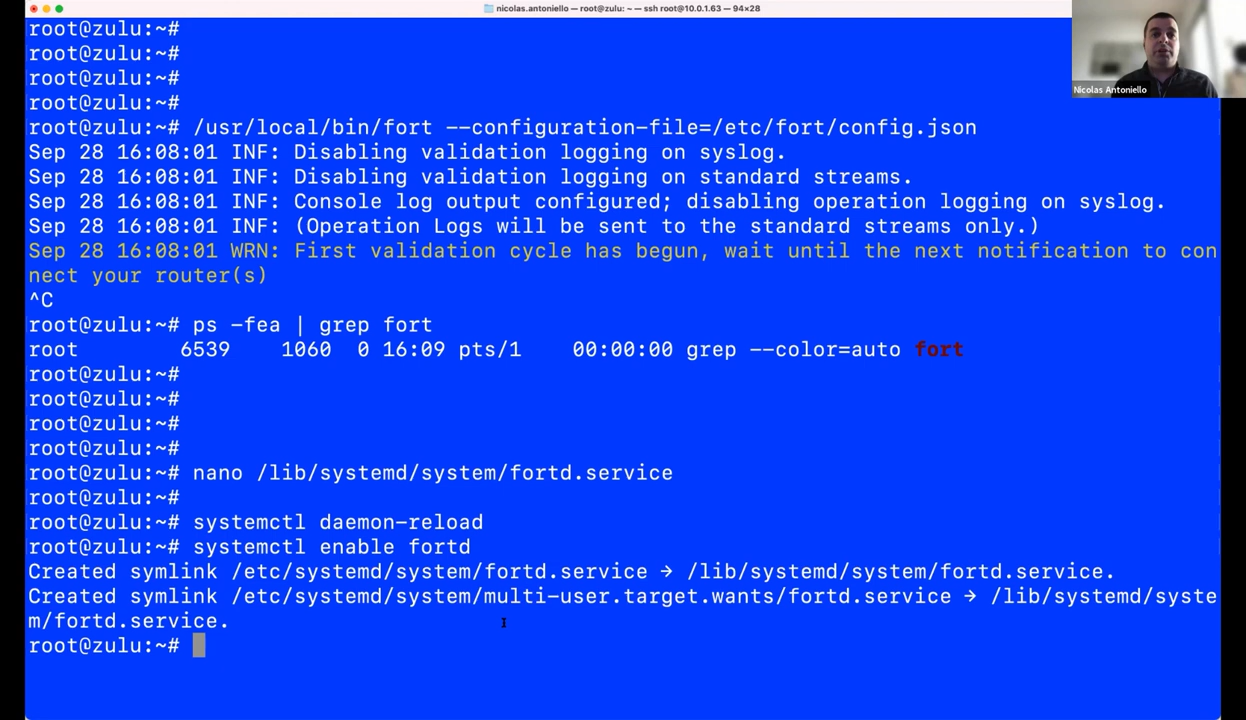 nicolas.antoniello — root@zulu: ~ — ssh root@10.0.1.63 — 94×28
root@zulu:~#
root@zulu:~#
root@zulu:~#
root@zulu:~#
root@zulu:~# /usr/local/bin/fort --configuration-file=/etc/fort/config.json
Sep 28 16:08:01 INF: Disabling validation logging on syslog.
Sep 28 16:08:01 INF: Disabling validation logging on standard streams.
Sep 28 16:08:01 INF: Console log output configured; disabling operation logging on syslog.
Sep 28 16:08:01 INF: (Operation Logs will be sent to the standard streams only.)
Sep 28 16:08:01 WRN: First validation cycle has begun, wait until the next notification to con
nect your router(s)
^C
root@zulu:~# ps -fea | grep fort
root        6539    1060  0 16:09 pts/1    00:00:00 grep --color=auto fort
root@zulu:~#
root@zulu:~#
root@zulu:~#
root@zulu:~#
root@zulu:~# nano /lib/systemd/system/fortd.service
root@zulu:~#
root@zulu:~# systemctl daemon-reload
root@zulu:~# systemctl enable fortd
Created symlink /etc/systemd/system/fortd.service → /lib/systemd/system/fortd.service.
Created symlink /etc/systemd/system/multi-user.target.wants/fortd.service → /lib/systemd/syste
m/fortd.service.
root@zulu:~#
Nicolas Antoniello